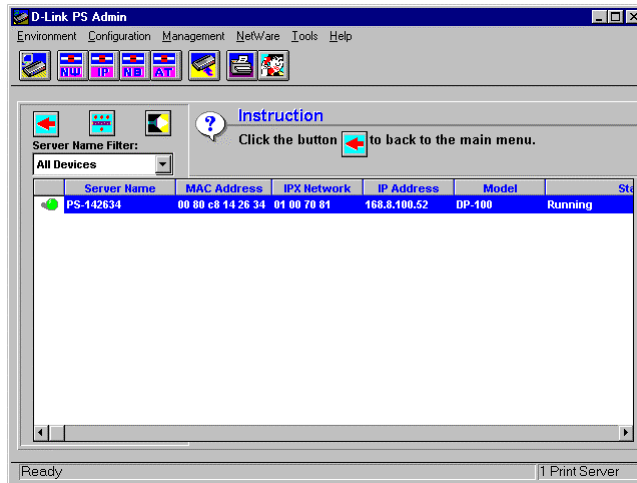 D-Link PS Admin
Environment Configuration Management NetWare Tools Help
NW IP NB AT
Instruction
Click the button to back to the main menu.
Server Name Filter:
All Devices
Server Name MAC Address IPX Network IP Address Model Sta
PS-142634 00 80 c8 14 26 34 01 00 70 81 168.8.100.52 DP-100 Running
Ready 1 Print Server